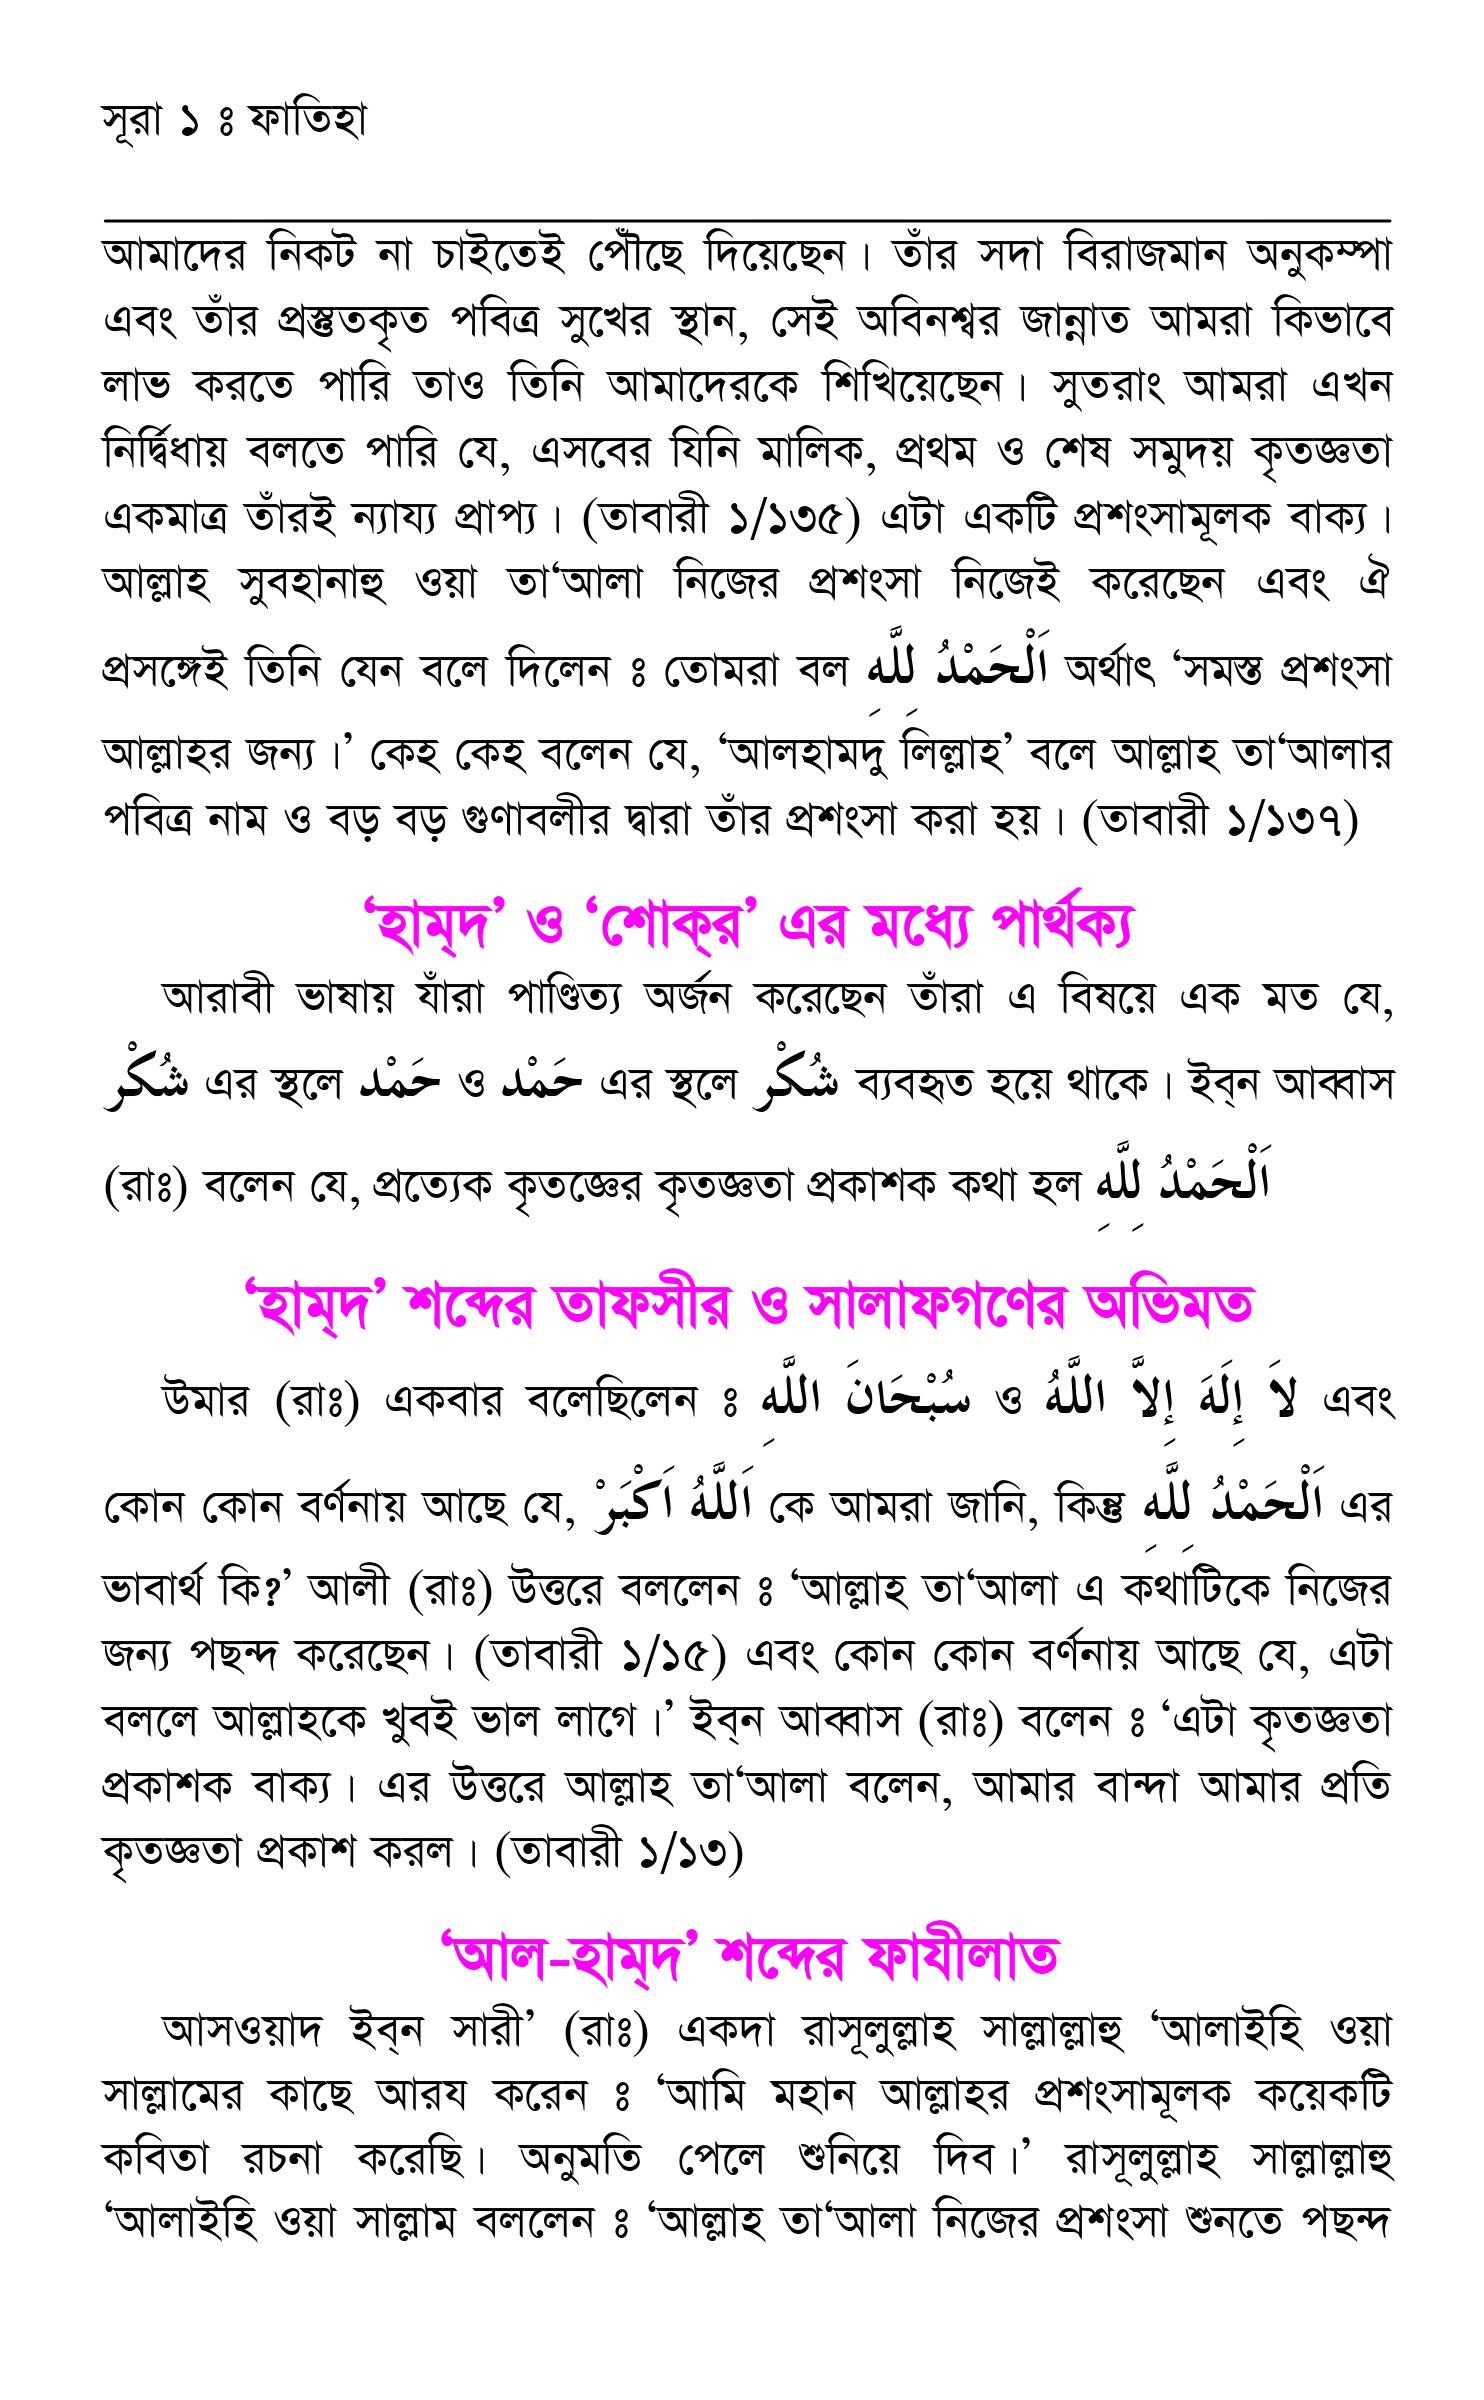 সূরা ১ ঃ ফাতিহা
আমাদের নিকট না চাইতেই পৌঁছে দিয়েছেন। তাঁর সদা বিরাজমান অনুকম্পা
এবং তাঁর প্রস্তুতকৃত পবিত্র সুখের স্থান, সেই অবিনশ্বর জান্নাত আমরা কিভাবে
লাভ করতে পারি তাও তিনি আমাদেরকে শিখিয়েছেন। সুতরাং আমরা এখন
নির্দ্বিধায় বলতে পারি যে, এসবের যিনি মালিক, প্রথম ও শেষ সমুদয় কৃতজ্ঞতা
একমাত্র তাঁরই ন্যায্য প্রাপ্য। (তাবারী ১/১৩৫) এটা একটি প্রশংসামূলক বাক্য।
আল্লাহ সুবহানাহু ওয়া তা‘আলা নিজের প্রশংসা নিজেই করেছেন এবং ঐ
প্রসঙ্গেই তিনি যেন বলে দিলেন ঃ তোমরা বল اَلْحَمْدُ لِلَّهِ অর্থাৎ ‘সমস্ত প্রশংসা
আল্লাহর জন্য।’ কেহ কেহ বলেন যে, ‘আলহামদু লিল্লাহ’ বলে আল্লাহ তা‘আলার
পবিত্র নাম ও বড় বড় গুণাবলীর দ্বারা তাঁর প্রশংসা করা হয়। (তাবারী ১/১৩৭)
‘হাম্‌দ’ ও ‘শোক্‌র’ এর মধ্যে পার্থক্য
আরাবী ভাষায় যাঁরা পাণ্ডিত্য অর্জন করেছেন তাঁরা এ বিষয়ে এক মত যে,
شُكْر এর স্থলে حَمْد ও حَمْد এর স্থলে شُكْر ব্যবহৃত হয়ে থাকে। ইব্‌ন আব্বাস
(রাঃ) বলেন যে, প্রত্যেক কৃতজ্ঞের কৃতজ্ঞতা প্রকাশক কথা হল اَلْحَمْدُ لِلَّهِ
‘হাম্‌দ’ শব্দের তাফসীর ও সালাফগণের অভিমত
উমার (রাঃ) একবার বলেছিলেন ঃ سُبْحَانَ اللَّهِ ও لاَ إِلَهَ إِلاَّ اللَّهُ এবং
কোন কোন বর্ণনায় আছে যে, اَللَّهُ اَكْبَرْ কে আমরা জানি, কিন্তু اَلْحَمْدُ لِلَّهِ এর
ভাবার্থ কি?’ আলী (রাঃ) উত্তরে বললেন ঃ ‘আল্লাহ তা‘আলা এ কথাটিকে নিজের
জন্য পছন্দ করেছেন। (তাবারী ১/১৫) এবং কোন কোন বর্ণনায় আছে যে, এটা
বললে আল্লাহকে খুবই ভাল লাগে।’ ইব্‌ন আব্বাস (রাঃ) বলেন ঃ ‘এটা কৃতজ্ঞতা
প্রকাশক বাক্য। এর উত্তরে আল্লাহ তা‘আলা বলেন, আমার বান্দা আমার প্রতি
কৃতজ্ঞতা প্রকাশ করল। (তাবারী ১/১৩)
‘আল-হাম্‌দ’ শব্দের ফাযীলাত
আসওয়াদ ইব্‌ন সারী’ (রাঃ) একদা রাসূলুল্লাহ সাল্লাল্লাহু ‘আলাইহি ওয়া
সাল্লামের কাছে আরয করেন ঃ ‘আমি মহান আল্লাহর প্রশংসামূলক কয়েকটি
কবিতা রচনা করেছি। অনুমতি পেলে শুনিয়ে দিব।’ রাসূলুল্লাহ সাল্লাল্লাহু
‘আলাইহি ওয়া সাল্লাম বললেন ঃ ‘আল্লাহ তা‘আলা নিজের প্রশংসা শুনতে পছন্দ